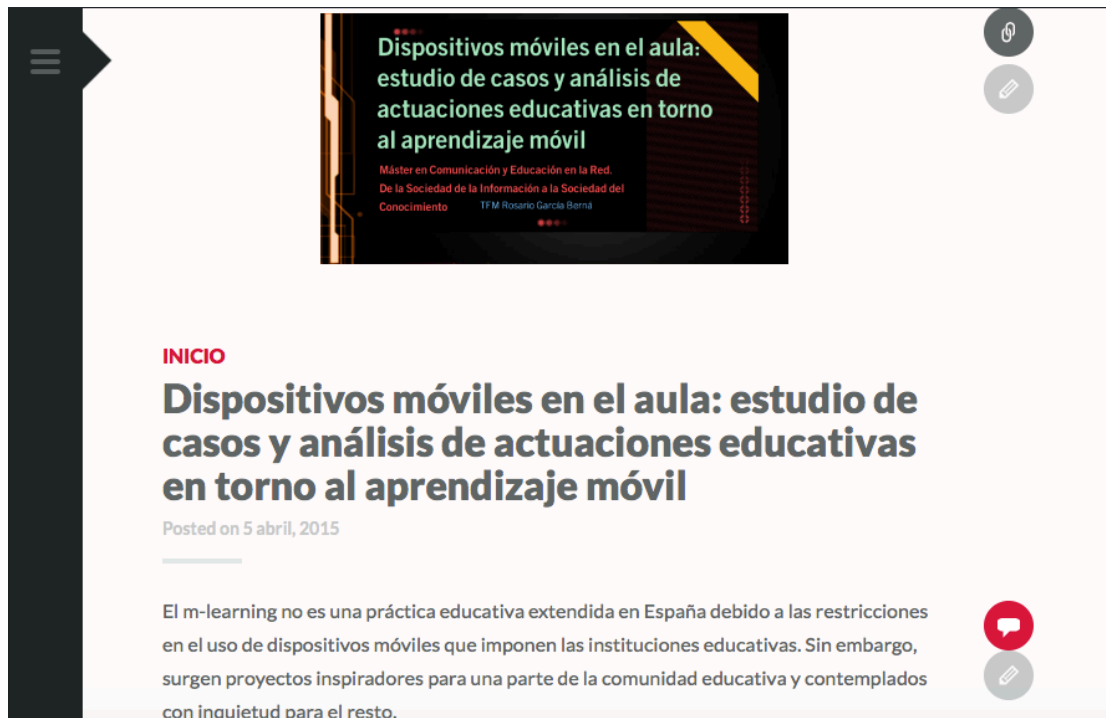 Dispositivos móviles en el aula:
estudio de casos y análisis de
actuaciones educativas en torno
al aprendizaje móvil
Máster en Comunicación y Educación en la Red.
De la Sociedad de la Información a la Sociedad del
Conocimiento TFM Rosario García Berná
INICIO
Dispositivos móviles en el aula: estudio de
casos y análisis de actuaciones educativas
en torno al aprendizaje móvil
Posted on 5 abril, 2015
El m-learning no es una práctica educativa extendida en España debido a las restricciones
en el uso de dispositivos móviles que imponen las instituciones educativas. Sin embargo,
surgen proyectos inspiradores para una parte de la comunidad educativa y contemplados
con inquietud para el resto.